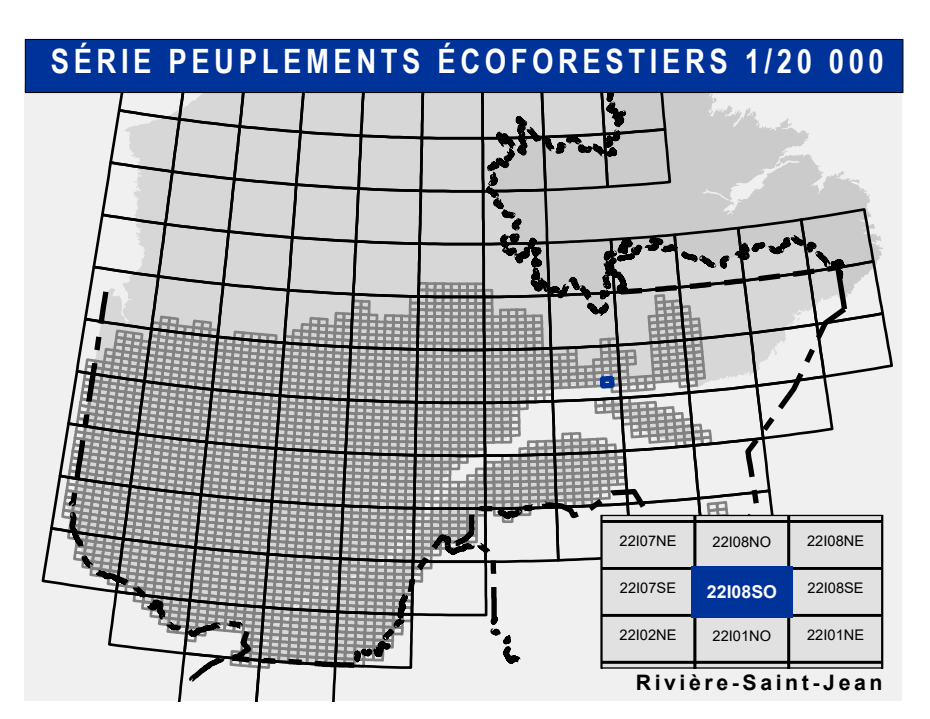 SÉRIE PEUPLEMENTS ÉCOFORESTIERS 1/20 000
22I07NE 22I08NO 22I08NE
22I07SE 22I08SO 22I08SE
22I02NE 22I01NO 22I01NE
Rivière-Saint-Jean